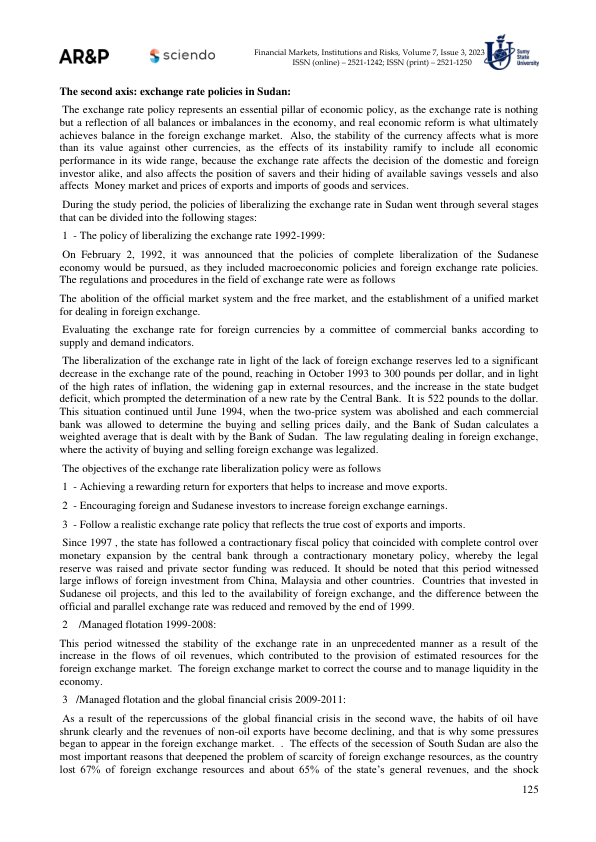 AR&P
sciendo
Financial Markets, Institutions and Risks, Volume 7, Issue 3, 2023
ISSN (online) – 2521-1242; ISSN (print) – 2521-1250
Sumy
State
University
The second axis: exchange rate policies in Sudan:
The exchange rate policy represents an essential pillar of economic policy, as the exchange rate is nothing
but a reflection of all balances or imbalances in the economy, and real economic reform is what ultimately
achieves balance in the foreign exchange market. Also, the stability of the currency affects what is more
than its value against other currencies, as the effects of its instability ramify to include all economic
performance in its wide range, because the exchange rate affects the decision of the domestic and foreign
investor alike, and also affects the position of savers and their hiding of available savings vessels and also
affects Money market and prices of exports and imports of goods and services.
During the study period, the policies of liberalizing the exchange rate in Sudan went through several stages
that can be divided into the following stages:
1 - The policy of liberalizing the exchange rate 1992-1999:
On February 2, 1992, it was announced that the policies of complete liberalization of the Sudanese
economy would be pursued, as they included macroeconomic policies and foreign exchange rate policies.
The regulations and procedures in the field of exchange rate were as follows
The abolition of the official market system and the free market, and the establishment of a unified market
for dealing in foreign exchange.
Evaluating the exchange rate for foreign currencies by a committee of commercial banks according to
supply and demand indicators.
The liberalization of the exchange rate in light of the lack of foreign exchange reserves led to a significant
decrease in the exchange rate of the pound, reaching in October 1993 to 300 pounds per dollar, and in light
of the high rates of inflation, the widening gap in external resources, and the increase in the state budget
deficit, which prompted the determination of a new rate by the Central Bank. It is 522 pounds to the dollar.
This situation continued until June 1994, when the two-price system was abolished and each commercial
bank was allowed to determine the buying and selling prices daily, and the Bank of Sudan calculates a
weighted average that is dealt with by the Bank of Sudan. The law regulating dealing in foreign exchange,
where the activity of buying and selling foreign exchange was legalized.
The objectives of the exchange rate liberalization policy were as follows
1 - Achieving a rewarding return for exporters that helps to increase and move exports.
2 - Encouraging foreign and Sudanese investors to increase foreign exchange earnings.
3 - Follow a realistic exchange rate policy that reflects the true cost of exports and imports.
Since 1997 , the state has followed a contractionary fiscal policy that coincided with complete control over
monetary expansion by the central bank through a contractionary monetary policy, whereby the legal
reserve was raised and private sector funding was reduced. It should be noted that this period witnessed
large inflows of foreign investment from China, Malaysia and other countries. Countries that invested in
Sudanese oil projects, and this led to the availability of foreign exchange, and the difference between the
official and parallel exchange rate was reduced and removed by the end of 1999.
2 /Managed flotation 1999-2008:
This period witnessed the stability of the exchange rate in an unprecedented manner as a result of the
increase in the flows of oil revenues, which contributed to the provision of estimated resources for the
foreign exchange market. The foreign exchange market to correct the course and to manage liquidity in the
economy.
3 /Managed flotation and the global financial crisis 2009-2011:
As a result of the repercussions of the global financial crisis in the second wave, the habits of oil have
shrunk clearly and the revenues of non-oil exports have become declining, and that is why some pressures
began to appear in the foreign exchange market. . The effects of the secession of South Sudan are also the
most important reasons that deepened the problem of scarcity of foreign exchange resources, as the country
lost 67% of foreign exchange resources and about 65% of the state's general revenues, and the shock
125